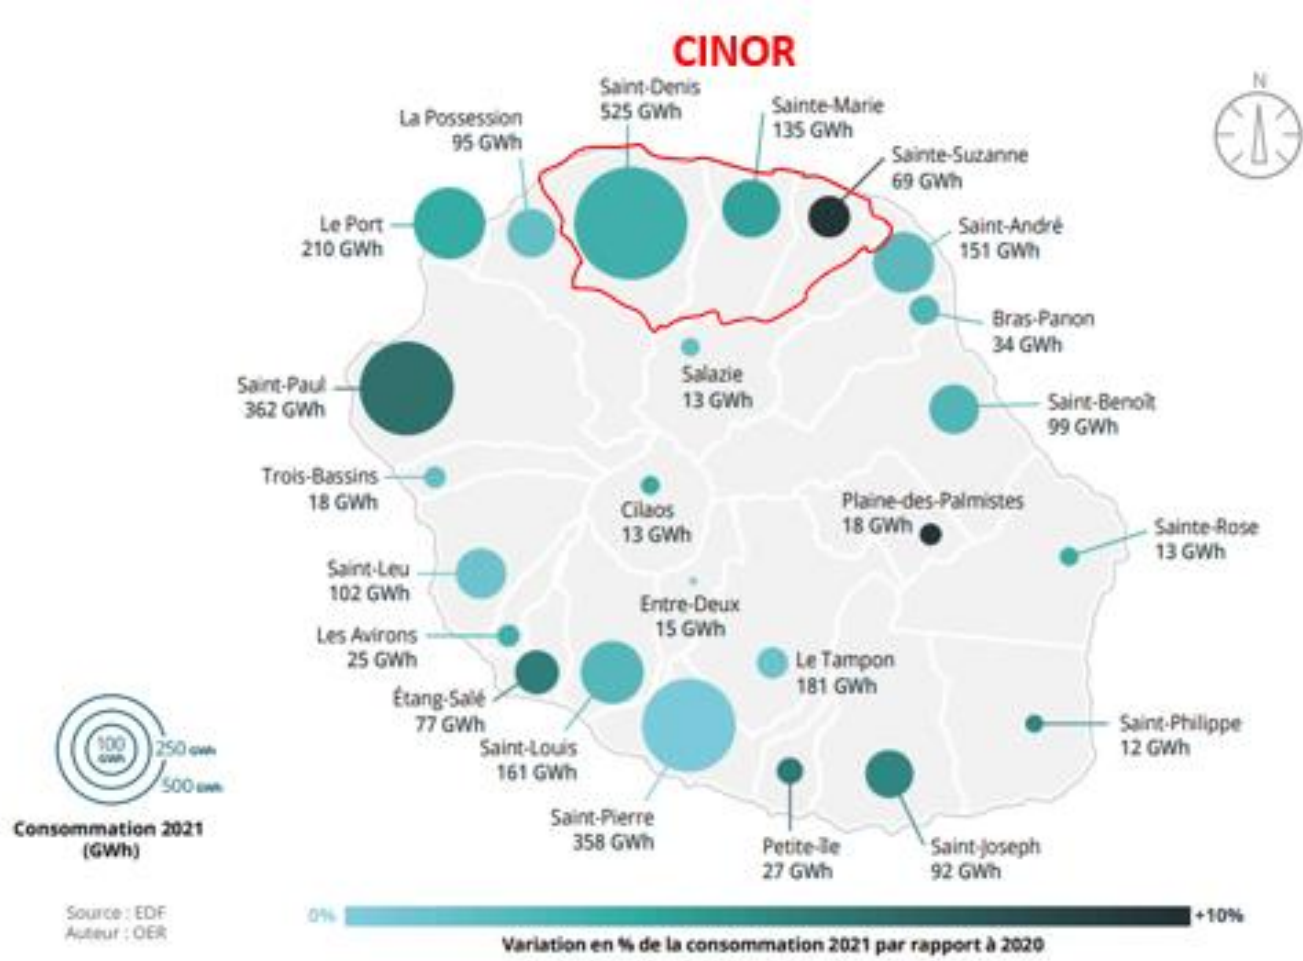 CINOR
N
Saint-Denis
525 GWh
Sainte-Marie
135 GWh
La Possession
95 GWh
Sainte-Suzanne
69 GWh
Le Port
210 GWh
Saint-André
151 GWh
Bras-Panon
34 GWh
Salazie
13 GWh
Saint-Paul
362 GWh
Saint-Benoît
99 GWh
Trois-Bassins
18 GWh
Cilaos
13 GWh
Plaine-des-Palmistes
18 GWh
Sainte-Rose
13 GWh
Saint-Leu
102 GWh
Entre-Deux
15 GWh
Les Avirons
25 GWh
Le Tampon
181 GWh
Étang-Salé
77 GWh
Saint-Louis
161 GWh
Saint-Philippe
12 GWh
Saint-Pierre
358 GWh
Petite-île
27 GWh
Saint-Joseph
92 GWh
100
GWh
250 GWh
500 GWh
Consommation 2021
(GWh)
Source : EDF
Auteur : OER
0%
+10%
Variation en % de la consommation 2021 par rapport à 2020